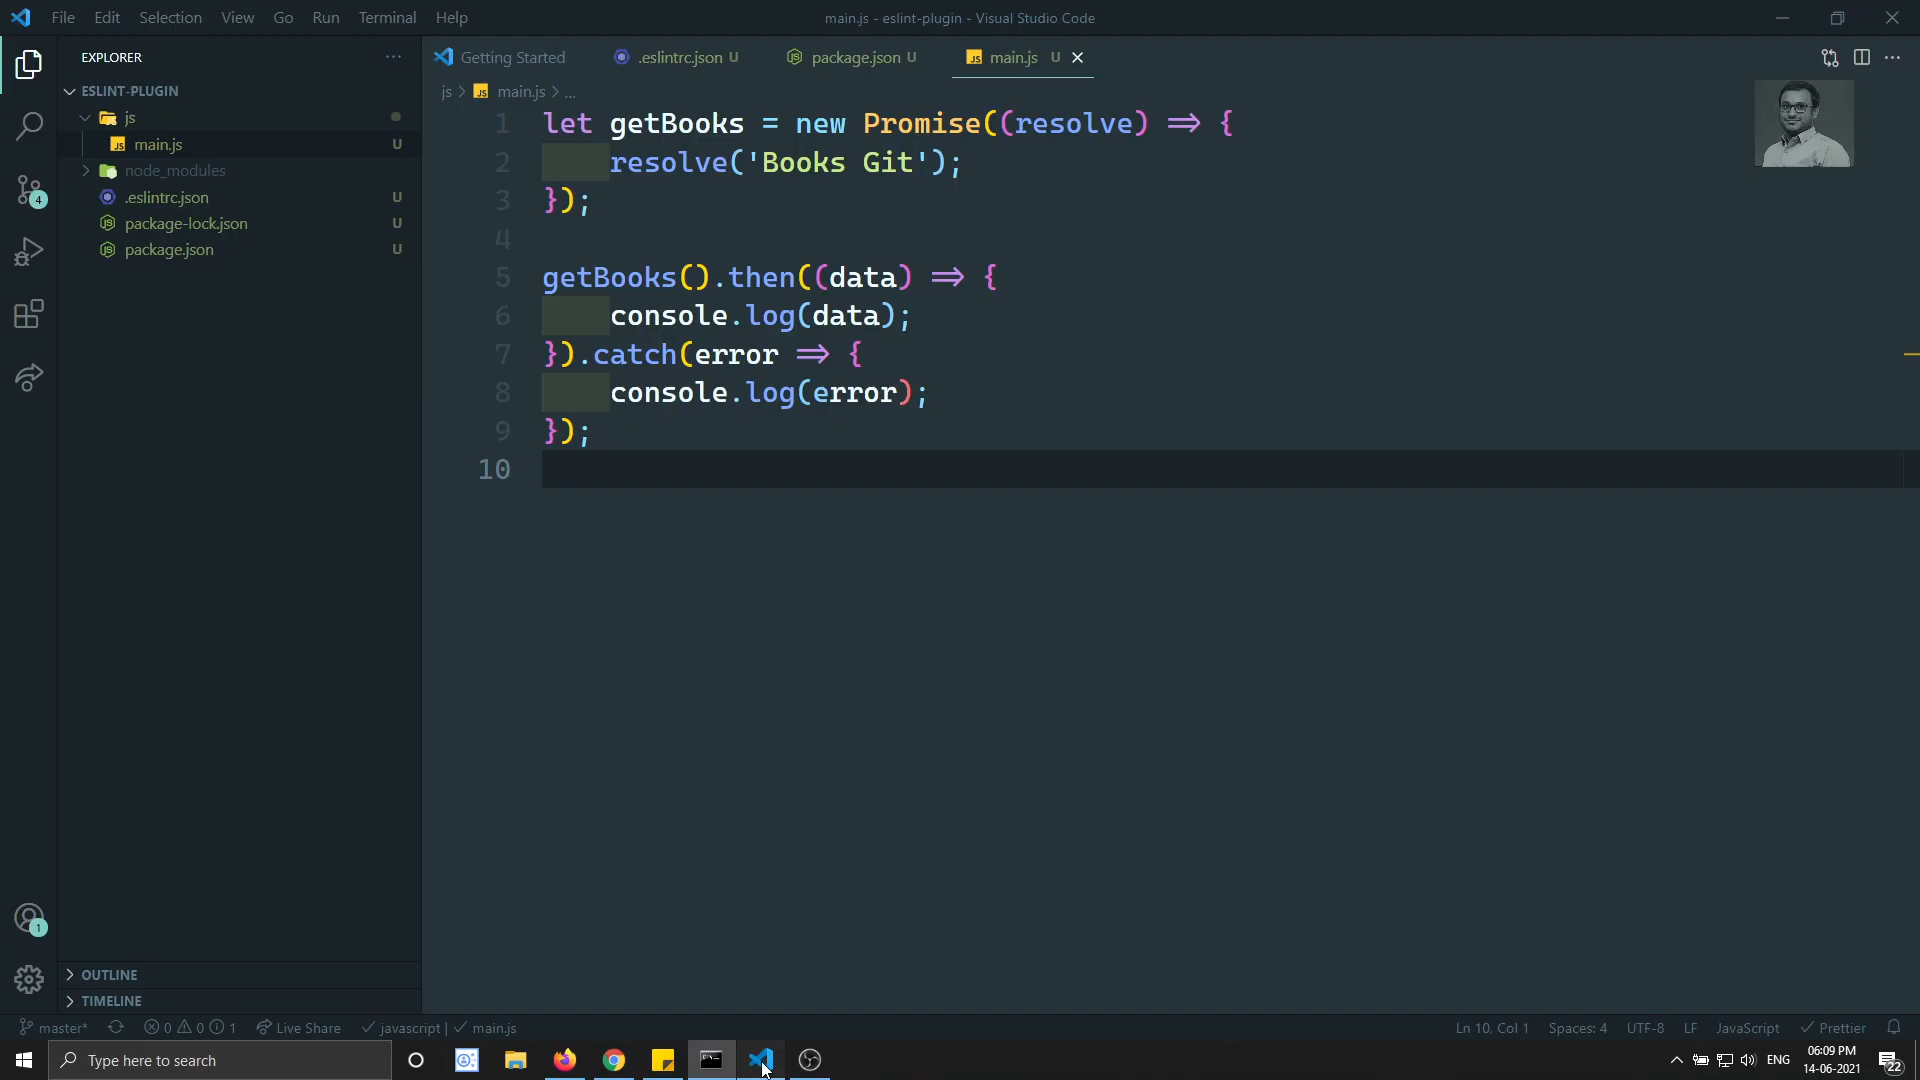 File Edit Selection View Go Run Terminal Help
main.js - eslint-plugin - Visual Studio Code
EXPLORER
Getting Started
.eslintrc.json U
package.json U
JS main.js U
ESLINT-PLUGIN
js
JS main.js U
node_modules
.eslintrc.json U
package-lock.json U
package.json U
4
js > JS main.js > ...
1 let getBooks = new Promise((resolve) => {
2 resolve('Books Git');
3 });
4
5 getBooks().then((data) => {
6 console.log(data);
7 }).catch(error => {
8 console.log(error);
9 });
10
1
OUTLINE
TIMELINE
master* 0 0 1 Live Share javascript | main.js
Ln 10, Col 1 Spaces: 4 UTF-8 LF JavaScript Prettier
Type here to search
ENG
06:09 PM
14-06-2021
22